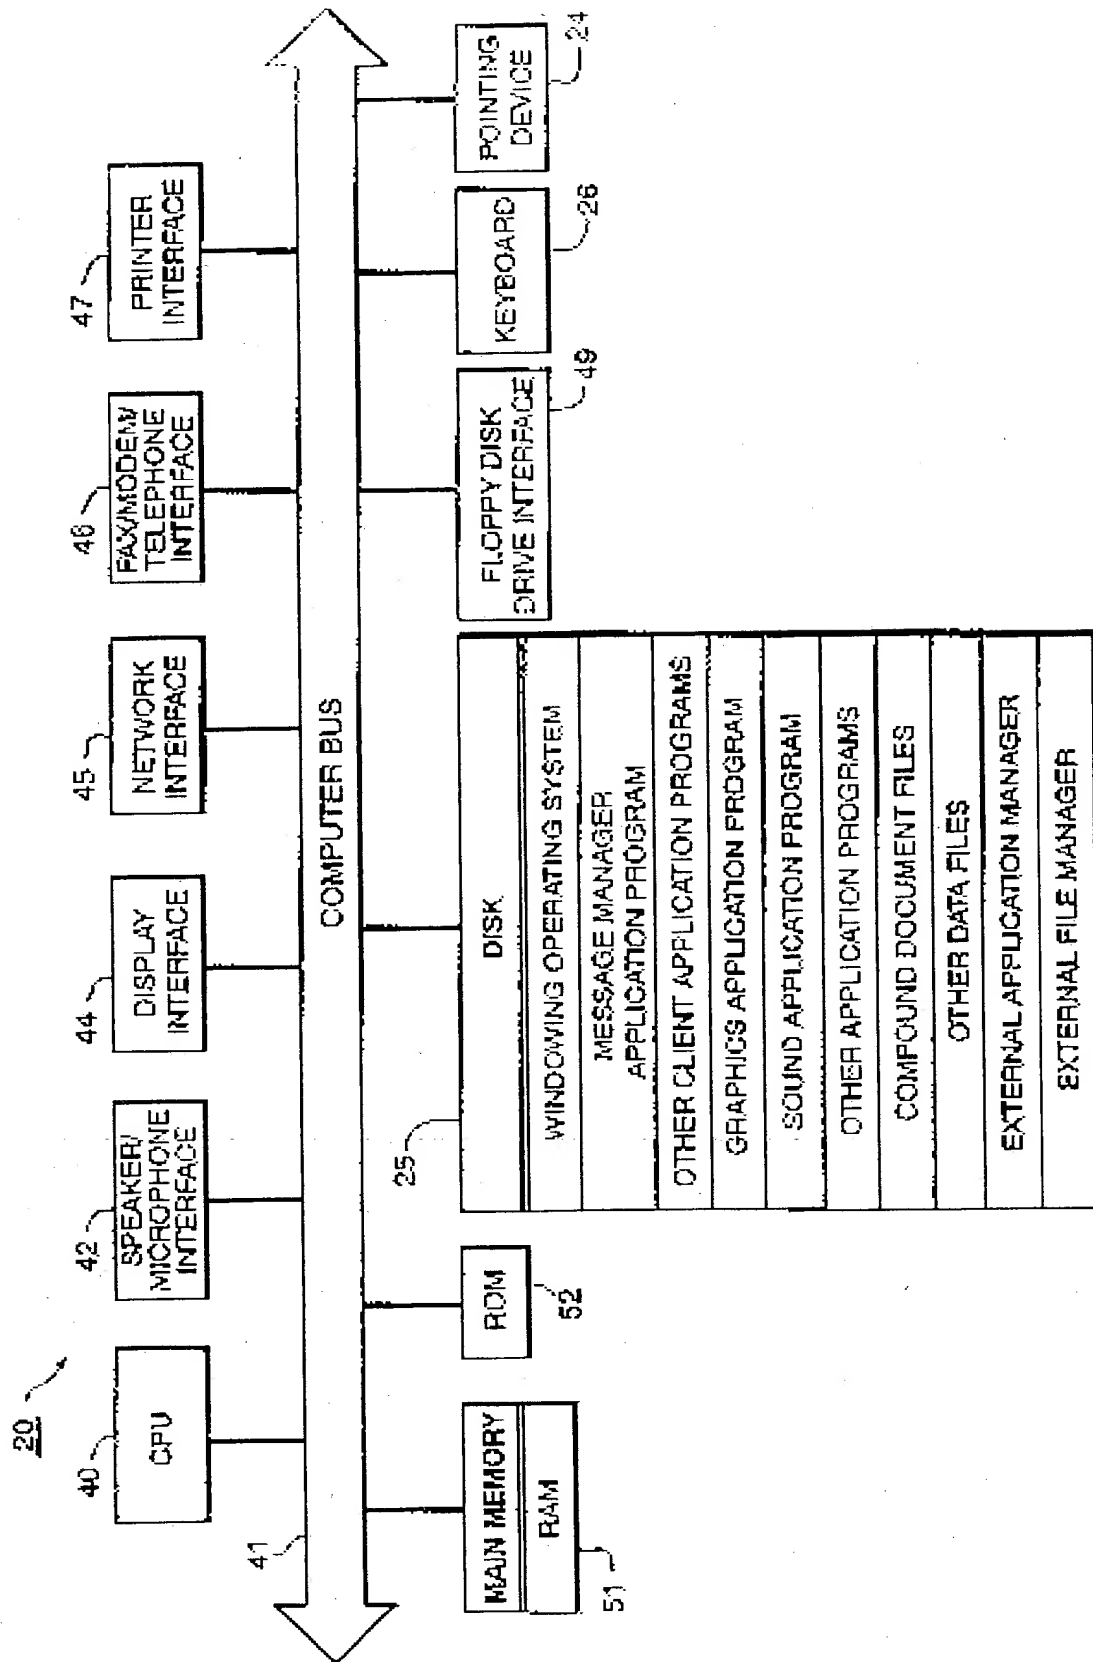 20
40
CPU
42
SPEAKER/
MICROPHONE
INTERFACE
44
DISPLAY
INTERFACE
45
NETWORK
INTERFACE
46
FAX/MODEM/
TELEPHONE
INTERFACE
47
PRINTER
INTERFACE
41
COMPUTER BUS
MAIN MEMORY
RAM
51
ROM
52
25
DISK
WINDOWING OPERATING SYSTEM
MESSAGE MANAGER
APPLICATION PROGRAM
OTHER CLIENT APPLICATION PROGRAMS
GRAPHICS APPLICATION PROGRAM
SOUND APPLICATION PROGRAM
OTHER APPLICATION PROGRAMS
COMPOUND DOCUMENT FILES
OTHER DATA FILES
EXTERNAL APPLICATION MANAGER
EXTERNAL FILE MANAGER
FLOPPY DISK
DRIVE INTERFACE
49
KEYBOARD
26
POINTING
DEVICE
24